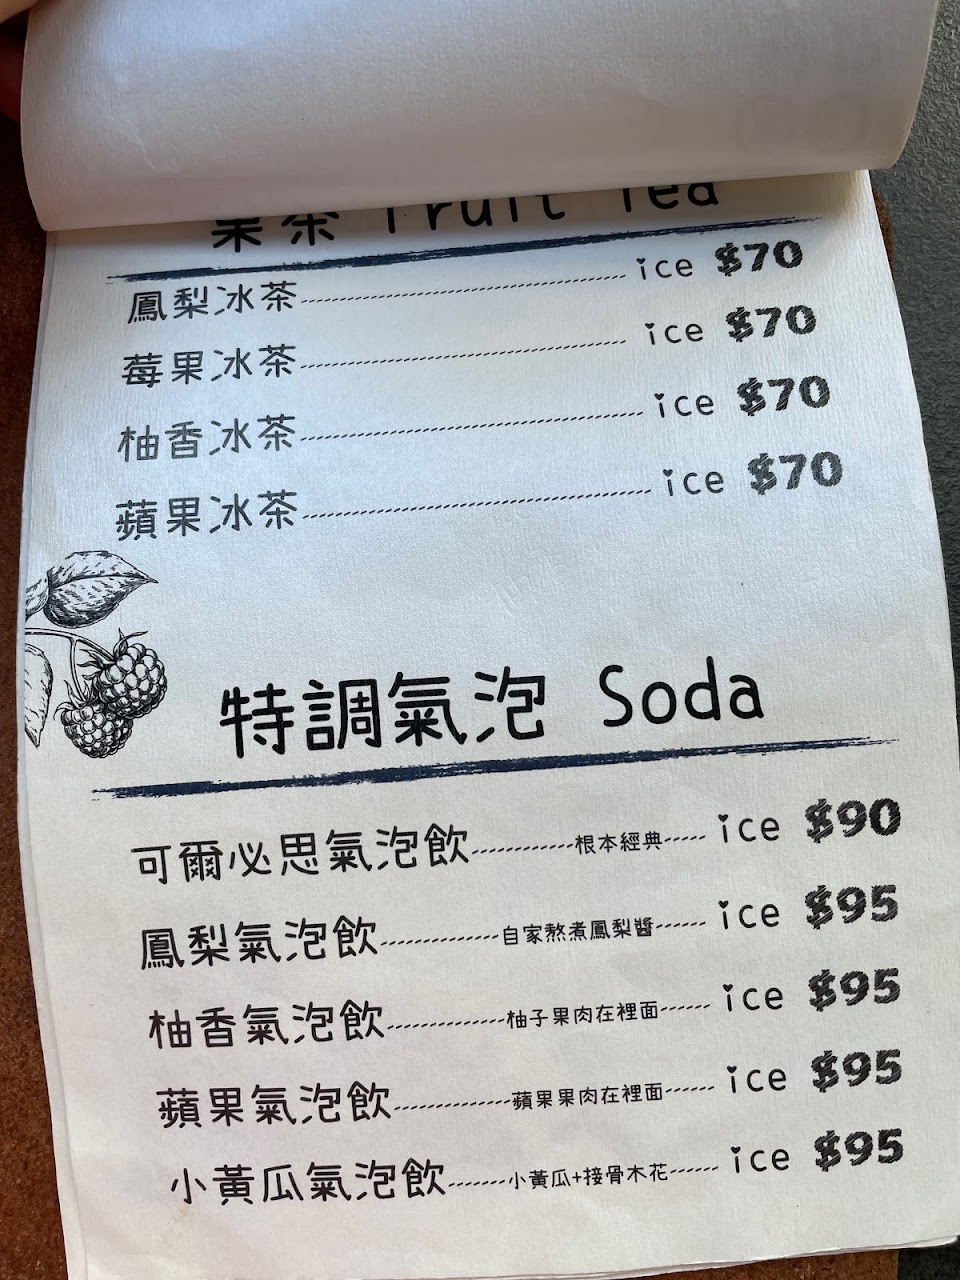 果茶 Fruit Tea
鳳梨冰茶 ice $70
莓果冰茶 ice $70
柚香冰茶 ice $70
蘋果冰茶 ice $70
特調氣泡 Soda
可爾必思氣泡飲 根本經典 ice $90
鳳梨氣泡飲 自家熬煮鳳梨醬 ice $95
柚香氣泡飲 柚子果肉在裡面 ice $95
蘋果氣泡飲 蘋果果肉在裡面 ice $95
小黃瓜氣泡飲 小黃瓜+接骨木花 ice $95